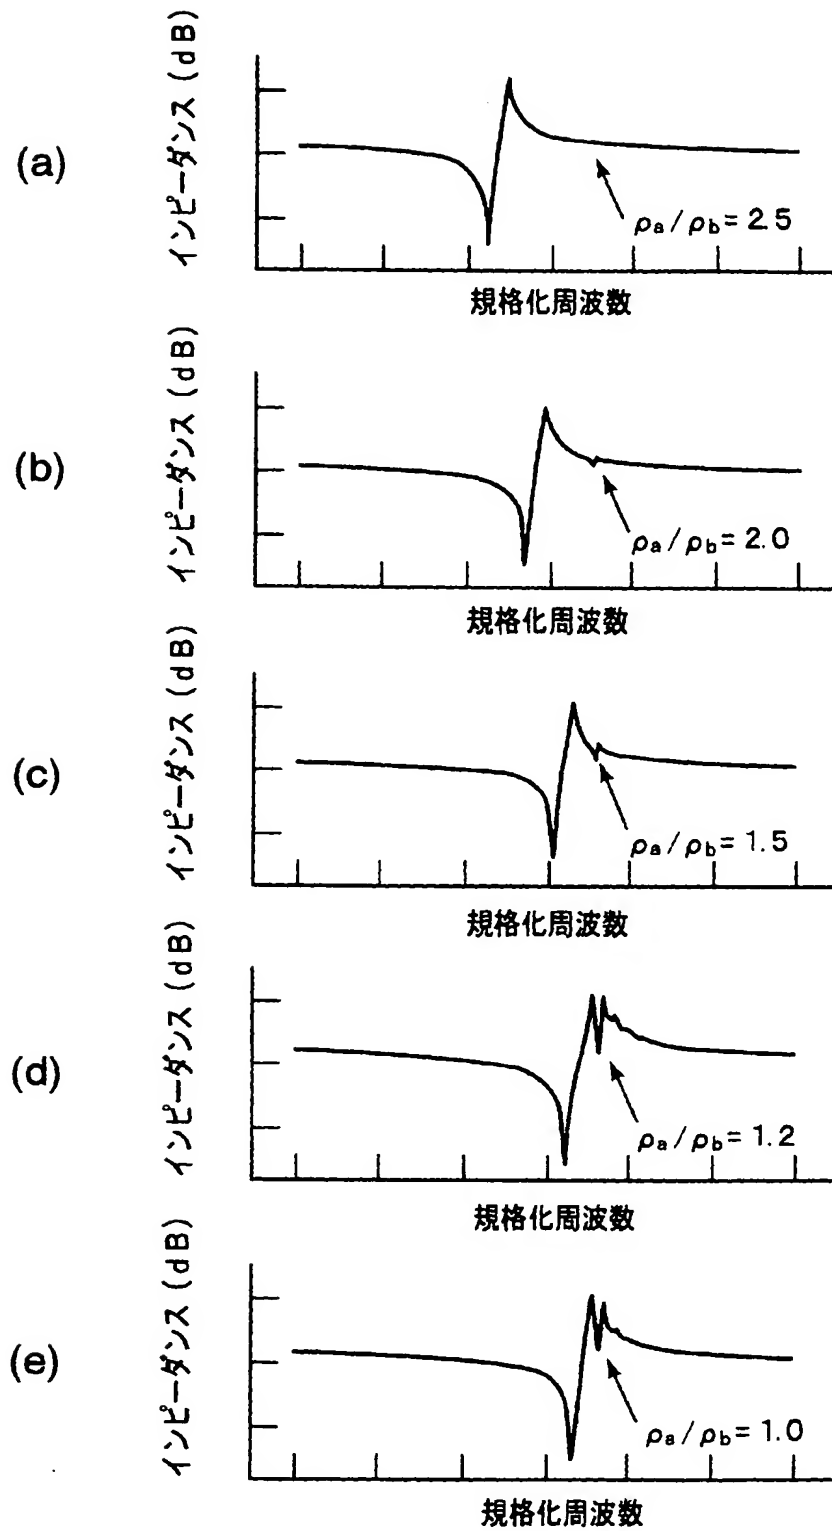 (a)
インピーダンス (dB)
ρa/ρb=2.5
規格化周波数
(b)
インピーダンス (dB)
ρa/ρb=2.0
規格化周波数
(c)
インピーダンス (dB)
ρa/ρb=1.5
規格化周波数
(d)
インピーダンス (dB)
ρa/ρb=1.2
規格化周波数
(e)
インピーダンス (dB)
ρa/ρb=1.0
規格化周波数